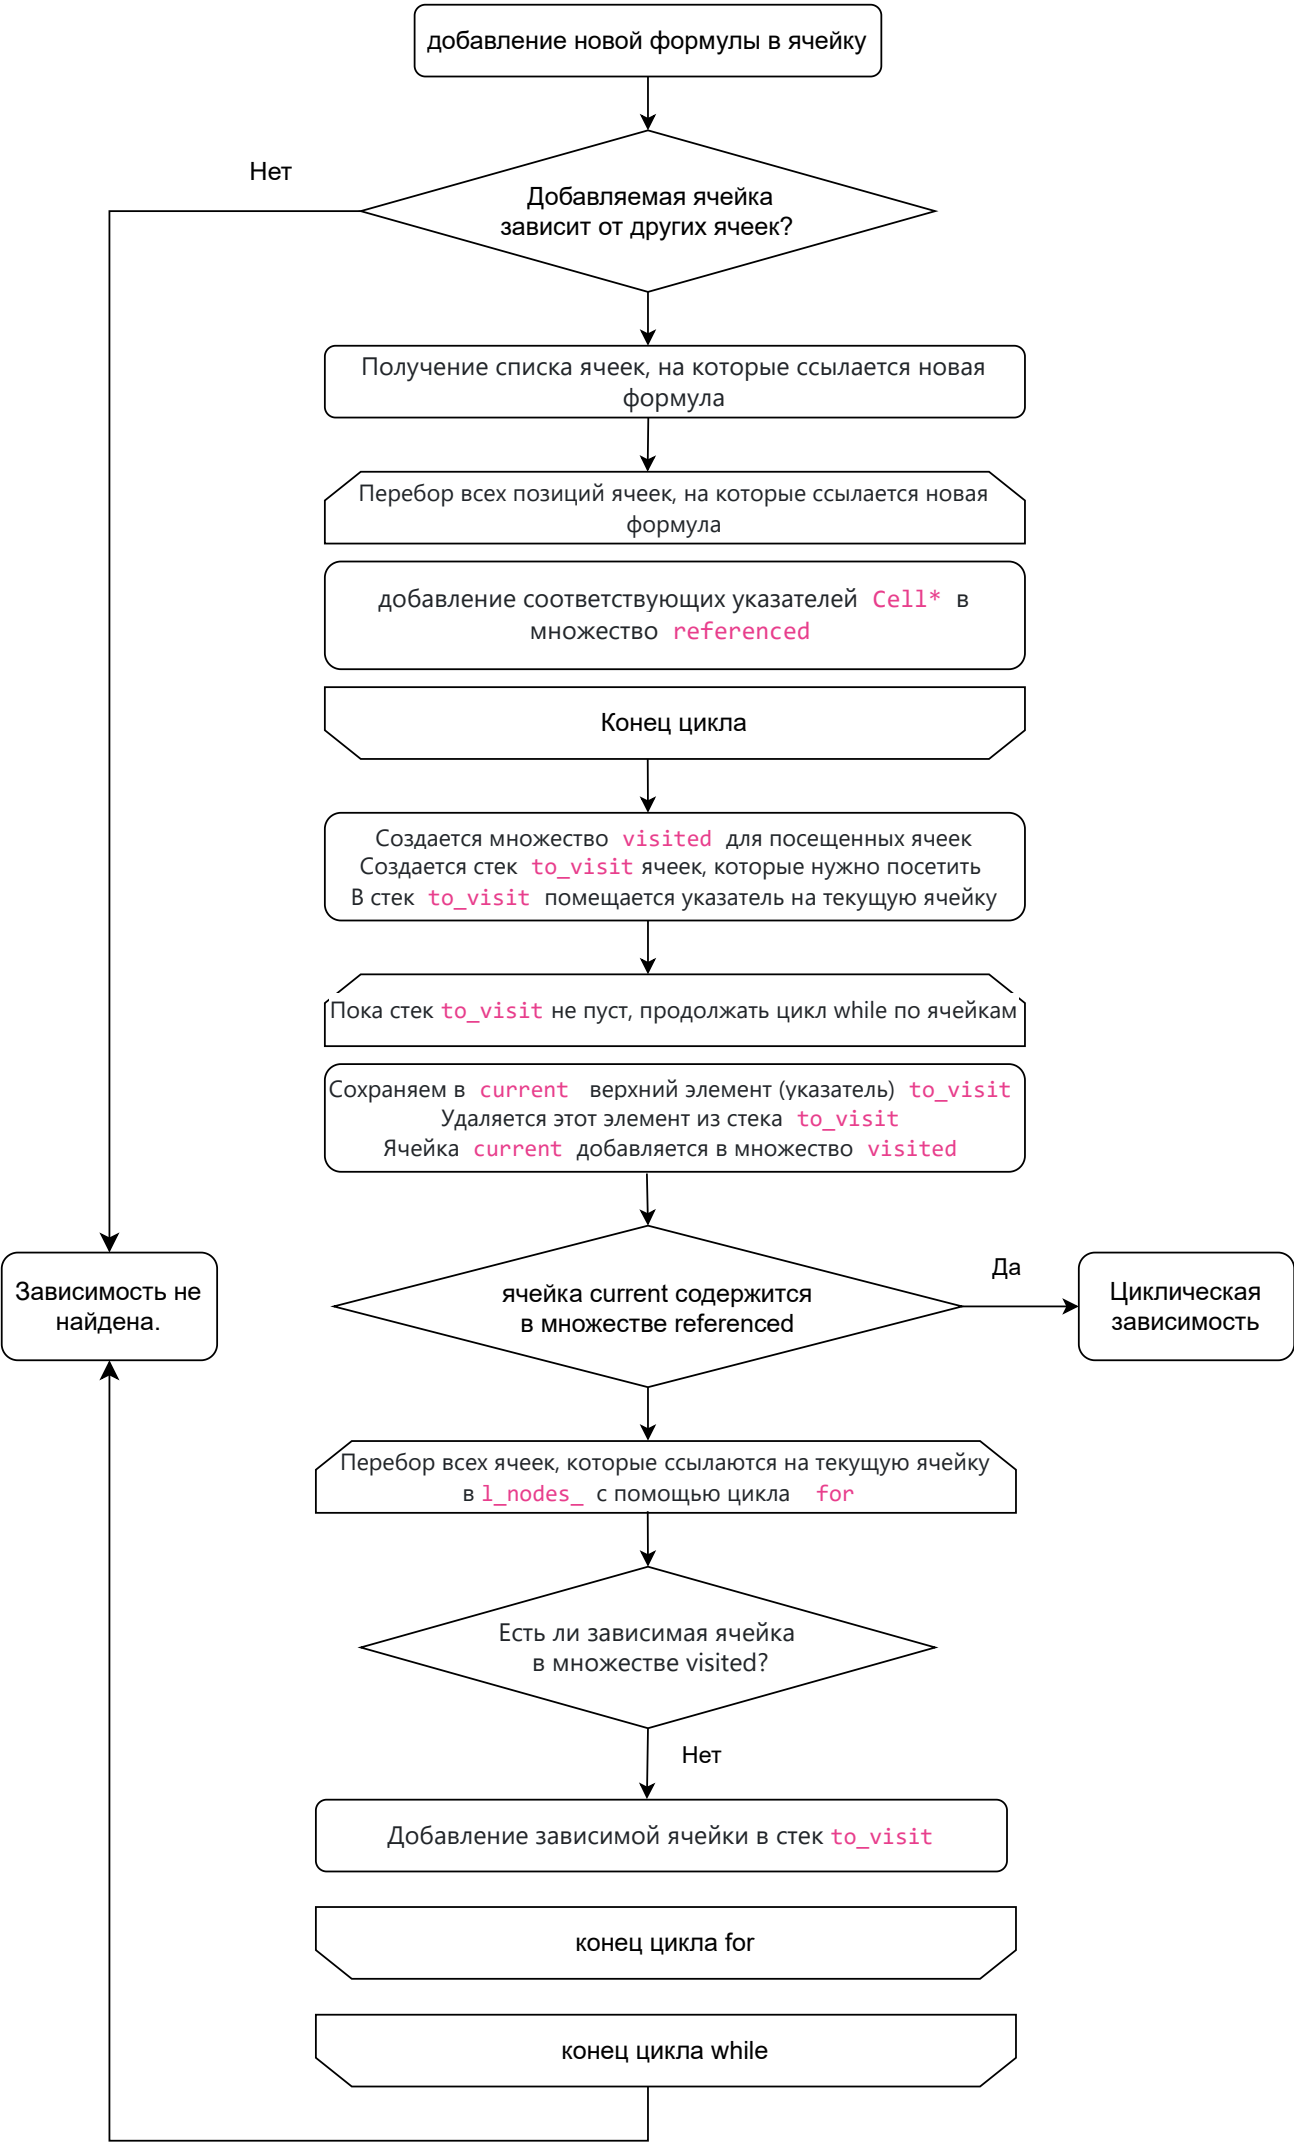 добавление новой формулы в ячейку
Нет
Добавляемая ячейка
зависит от других ячеек?
Получение списка ячеек, на которые ссылается новая
формула
Перебор всех позиций ячеек, на которые ссылается новая
формула
добавление соответствующих указателей Cell* в
множество referenced
Конец цикла
Создается множество visited для посещенных ячеек
Создается стек to_visit ячеек, которые нужно посетить
В стек to_visit помещается указатель на текущую ячейку
Пока стек to_visit не пуст, продолжать цикл while по ячейкам
Сохраняем в current верхний элемент (указатель) to_visit
Удаляется этот элемент из стека to_visit
Ячейка current добавляется в множество visited
Зависимость не
найдена.
ячейка current содержится
в множестве referenced
Да
Циклическая
зависимость
Перебор всех ячеек, которые ссылаются на текущую ячейку
в l_nodes_ с помощью цикла for
Есть ли зависимая ячейка
в множестве visited?
Нет
Добавление зависимой ячейки в стек to_visit
конец цикла for
конец цикла while